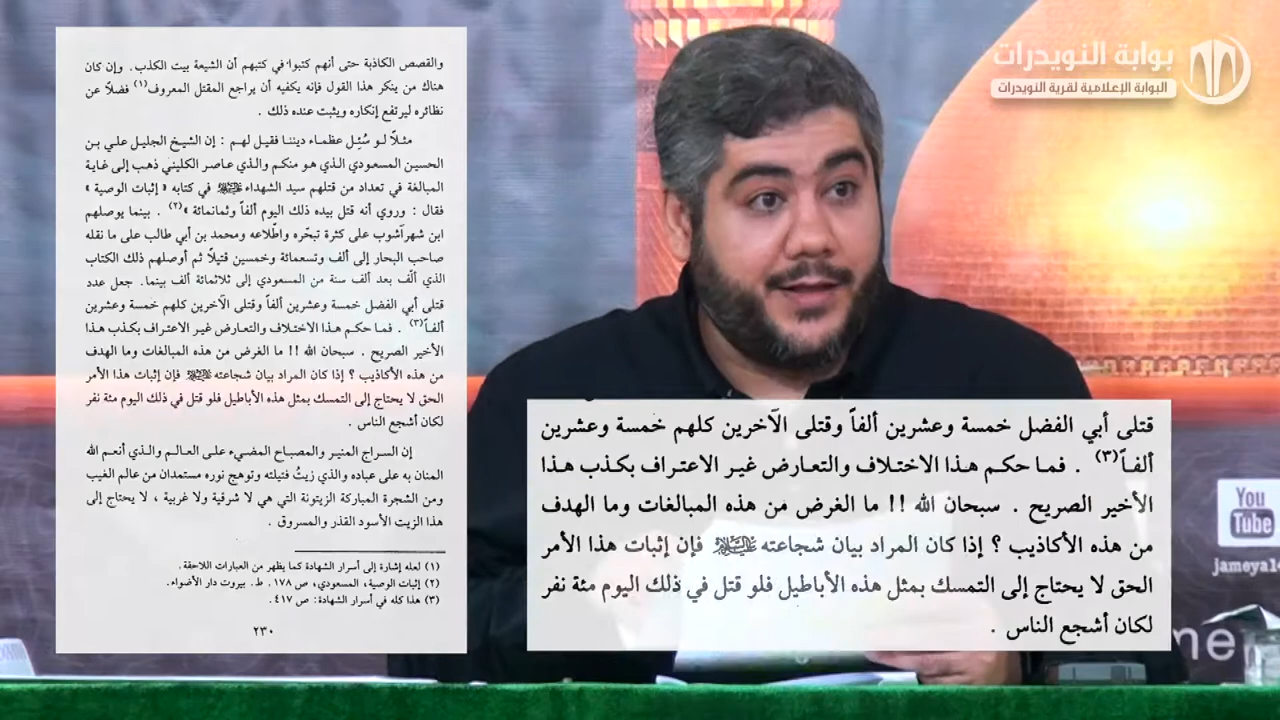 والقصص الكاذبة حتى أنهم كتبوا في كتبهم أن الشيعة بيت الكذب . وإن كان
هناك من ينكر هذا القول فإنه يكفيه أن يراجع المقتل المعروف(١) فضلاً عن
نظائره ليرتفع إنكاره ويثبت عنده ذلك .
مثلاً لو سُئِل عظماء ديننا فقيل لهم : إن الشيخ الجليل علي بن
الحسين المسعودي الذي هو منكم والذي عاصر الكليني ذهب إلى غاية
المبالغة في تعداد من قتلهم سيد الشهداء عليه السلام في كتابه « إثبات الوصية »
فقال : وروي أنه قتل بيده ذلك اليوم ألفاً وثمانمائة »(٢) . بينما يوصلهم
ابن شهرآشوب على كثرة تبحّره واطّلاعه ومحمد بن أبي طالب على ما نقله
صاحب البحار إلى ألف وتسعمائة وخمسين قتيلاً ثم أوصلهم ذلك الكتاب
الذي ألّف بعد ألف سنة من المسعودي إلى ثلاثمائة ألف بينما. جعل عدد
قتلى أبي الفضل خمسة وعشرين ألفاً وقتلى الآخرين كلهم خمسة وعشرين
ألفاً(٣) . فما حكم هذا الاختلاف والتعارض غير الاعتراف بكذب هذا
الأخير الصريح . سبحان الله !! ما الغرض من هذه المبالغات وما الهدف
من هذه الأكاذيب ؟ إذا كان المراد بيان شجاعته عليه السلام فإن إثبات هذا الأمر
الحق لا يحتاج إلى التمسك بمثل هذه الأباطيل فلو قتل في ذلك اليوم مئة نفر
لكان أشجع الناس .
إن السراج المنير والمصباح المضيء على العالم والذي أنعم الله
المنان به على عباده والذي زيتُ فتيلته وتوهج نوره مستمدان من عالم الغيب
ومن الشجرة المباركة الزيتونة التي هي لا شرقية ولا غربية ، لا يحتاج إلى
هذا الزيت الأسود القذر والمسروق .
(١) لعله إشارة إلى أسرار الشهادة كما يظهر من العبارات اللاحقة.
(٢) إثبات الوصية، المسعودي، ص ١٧٨ . ط. بيروت دار الأضواء.
(٣) هذا كله في أسرار الشهادة: ص ٤١٧.
٢٣٠
بوابة النويدرات
البوابة الإعلامية لقرية النويدرات
قتلى أبي الفضل خمسة وعشرين ألفاً وقتلى الآخرين كلهم خمسة وعشرين
ألفاً(٣) . فما حكم هذا الاختلاف والتعارض غير الاعتراف بكذب هذا
الأخير الصريح . سبحان الله !! ما الغرض من هذه المبالغات وما الهدف
من هذه الأكاذيب ؟ إذا كان المراد بيان شجاعته عليه السلام فإن إثبات هذا الأمر
الحق لا يحتاج إلى التمسك بمثل هذه الأباطيل فلو قتل في ذلك اليوم مئة نفر
لكان أشجع الناس .
You
Tube